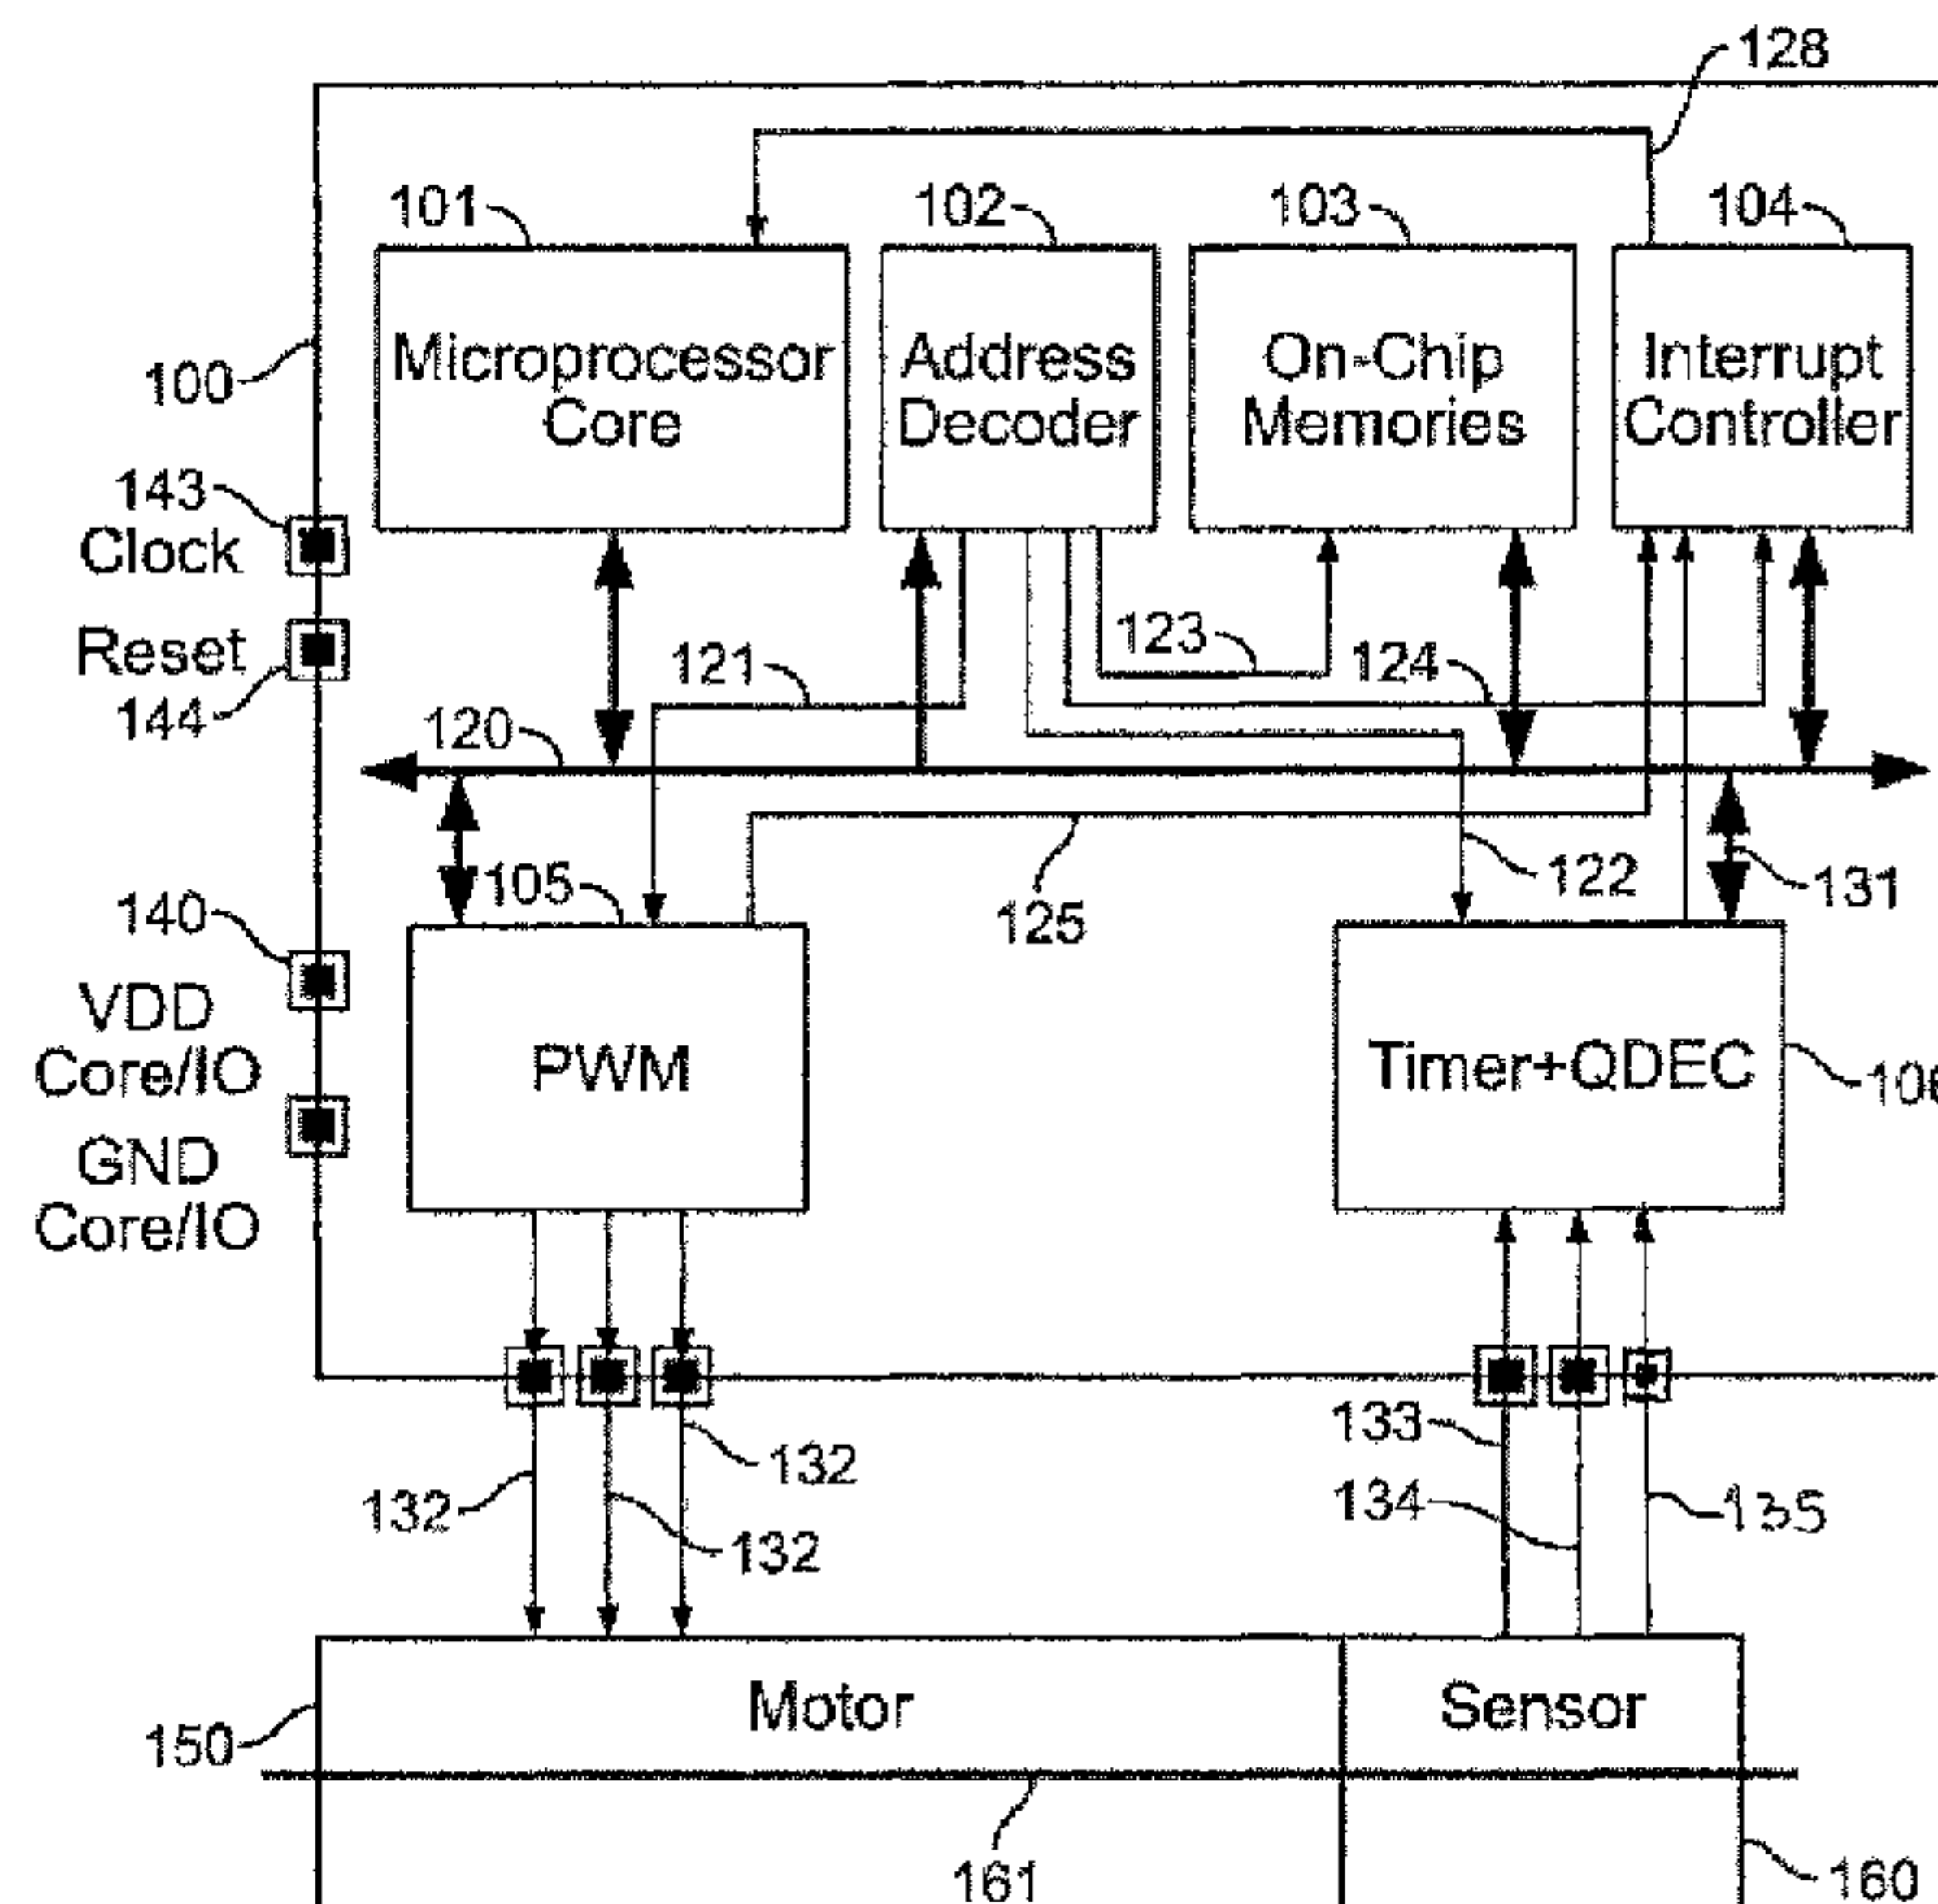 128
101
102
103
104
Microprocessor
Core
Address
Decoder
On-Chip
Memories
Interrupt
Controller
100
143
Clock
Reset
144
121
123
124
120
105
125
122
131
140
VDD
Core/IO
GND
Core/IO
PWM
Timer+QDEC
132
132
132
133
134
135
Motor
Sensor
150
161
160